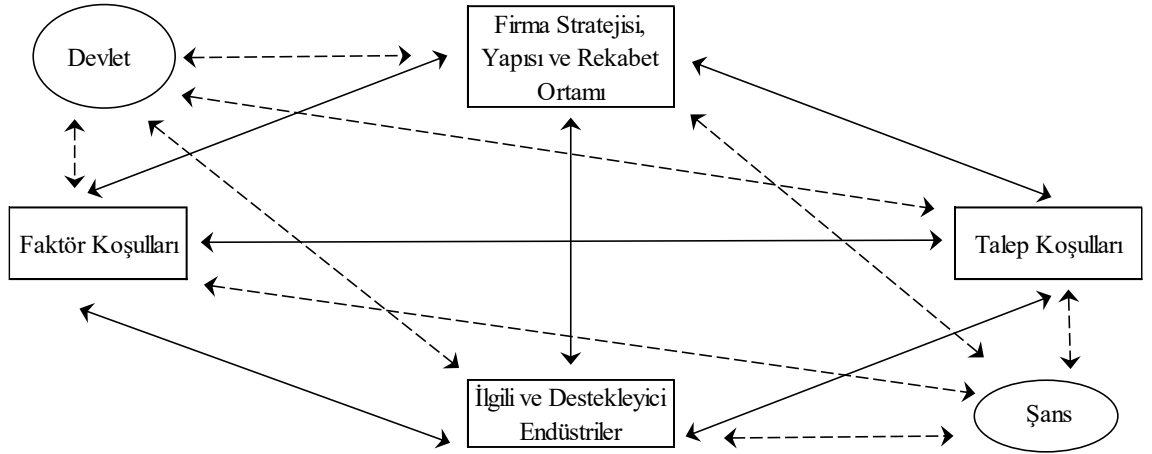 Devlet
Firma Stratejisi,
Yapısı ve Rekabet
Ortamı
Faktör Koşulları
Talep Koşulları
İlgili ve Destekleyici
Endüstriler
Şans